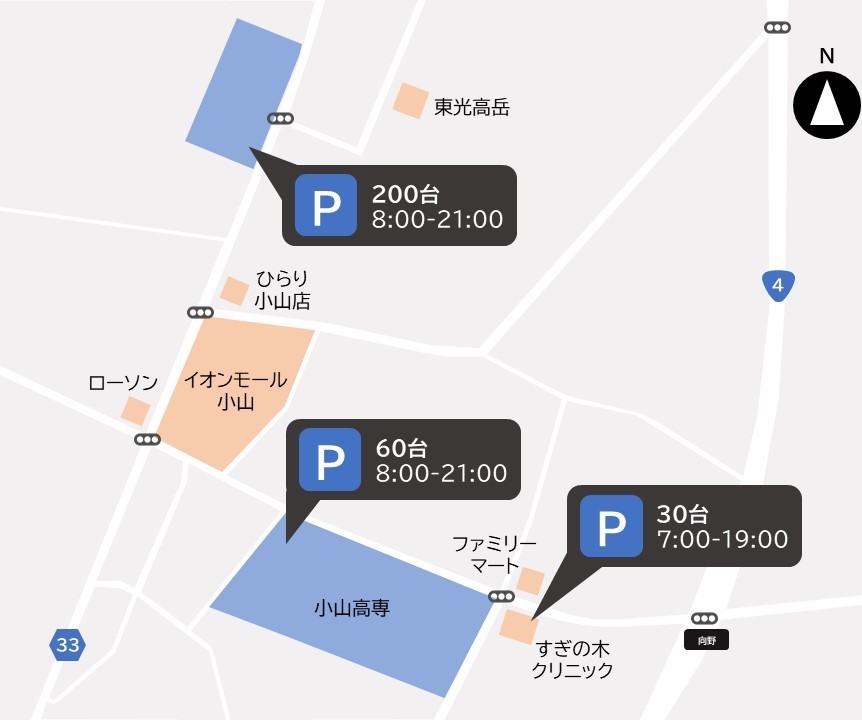 N
東光高岳
P
200台
8:00-21:00
4
ひらり
小山店
ローソン
イオンモール
小山
P
60台
8:00-21:00
P
30台
7:00-19:00
ファミリー
マート
小山高専
すぎの木
クリニック
向野
33